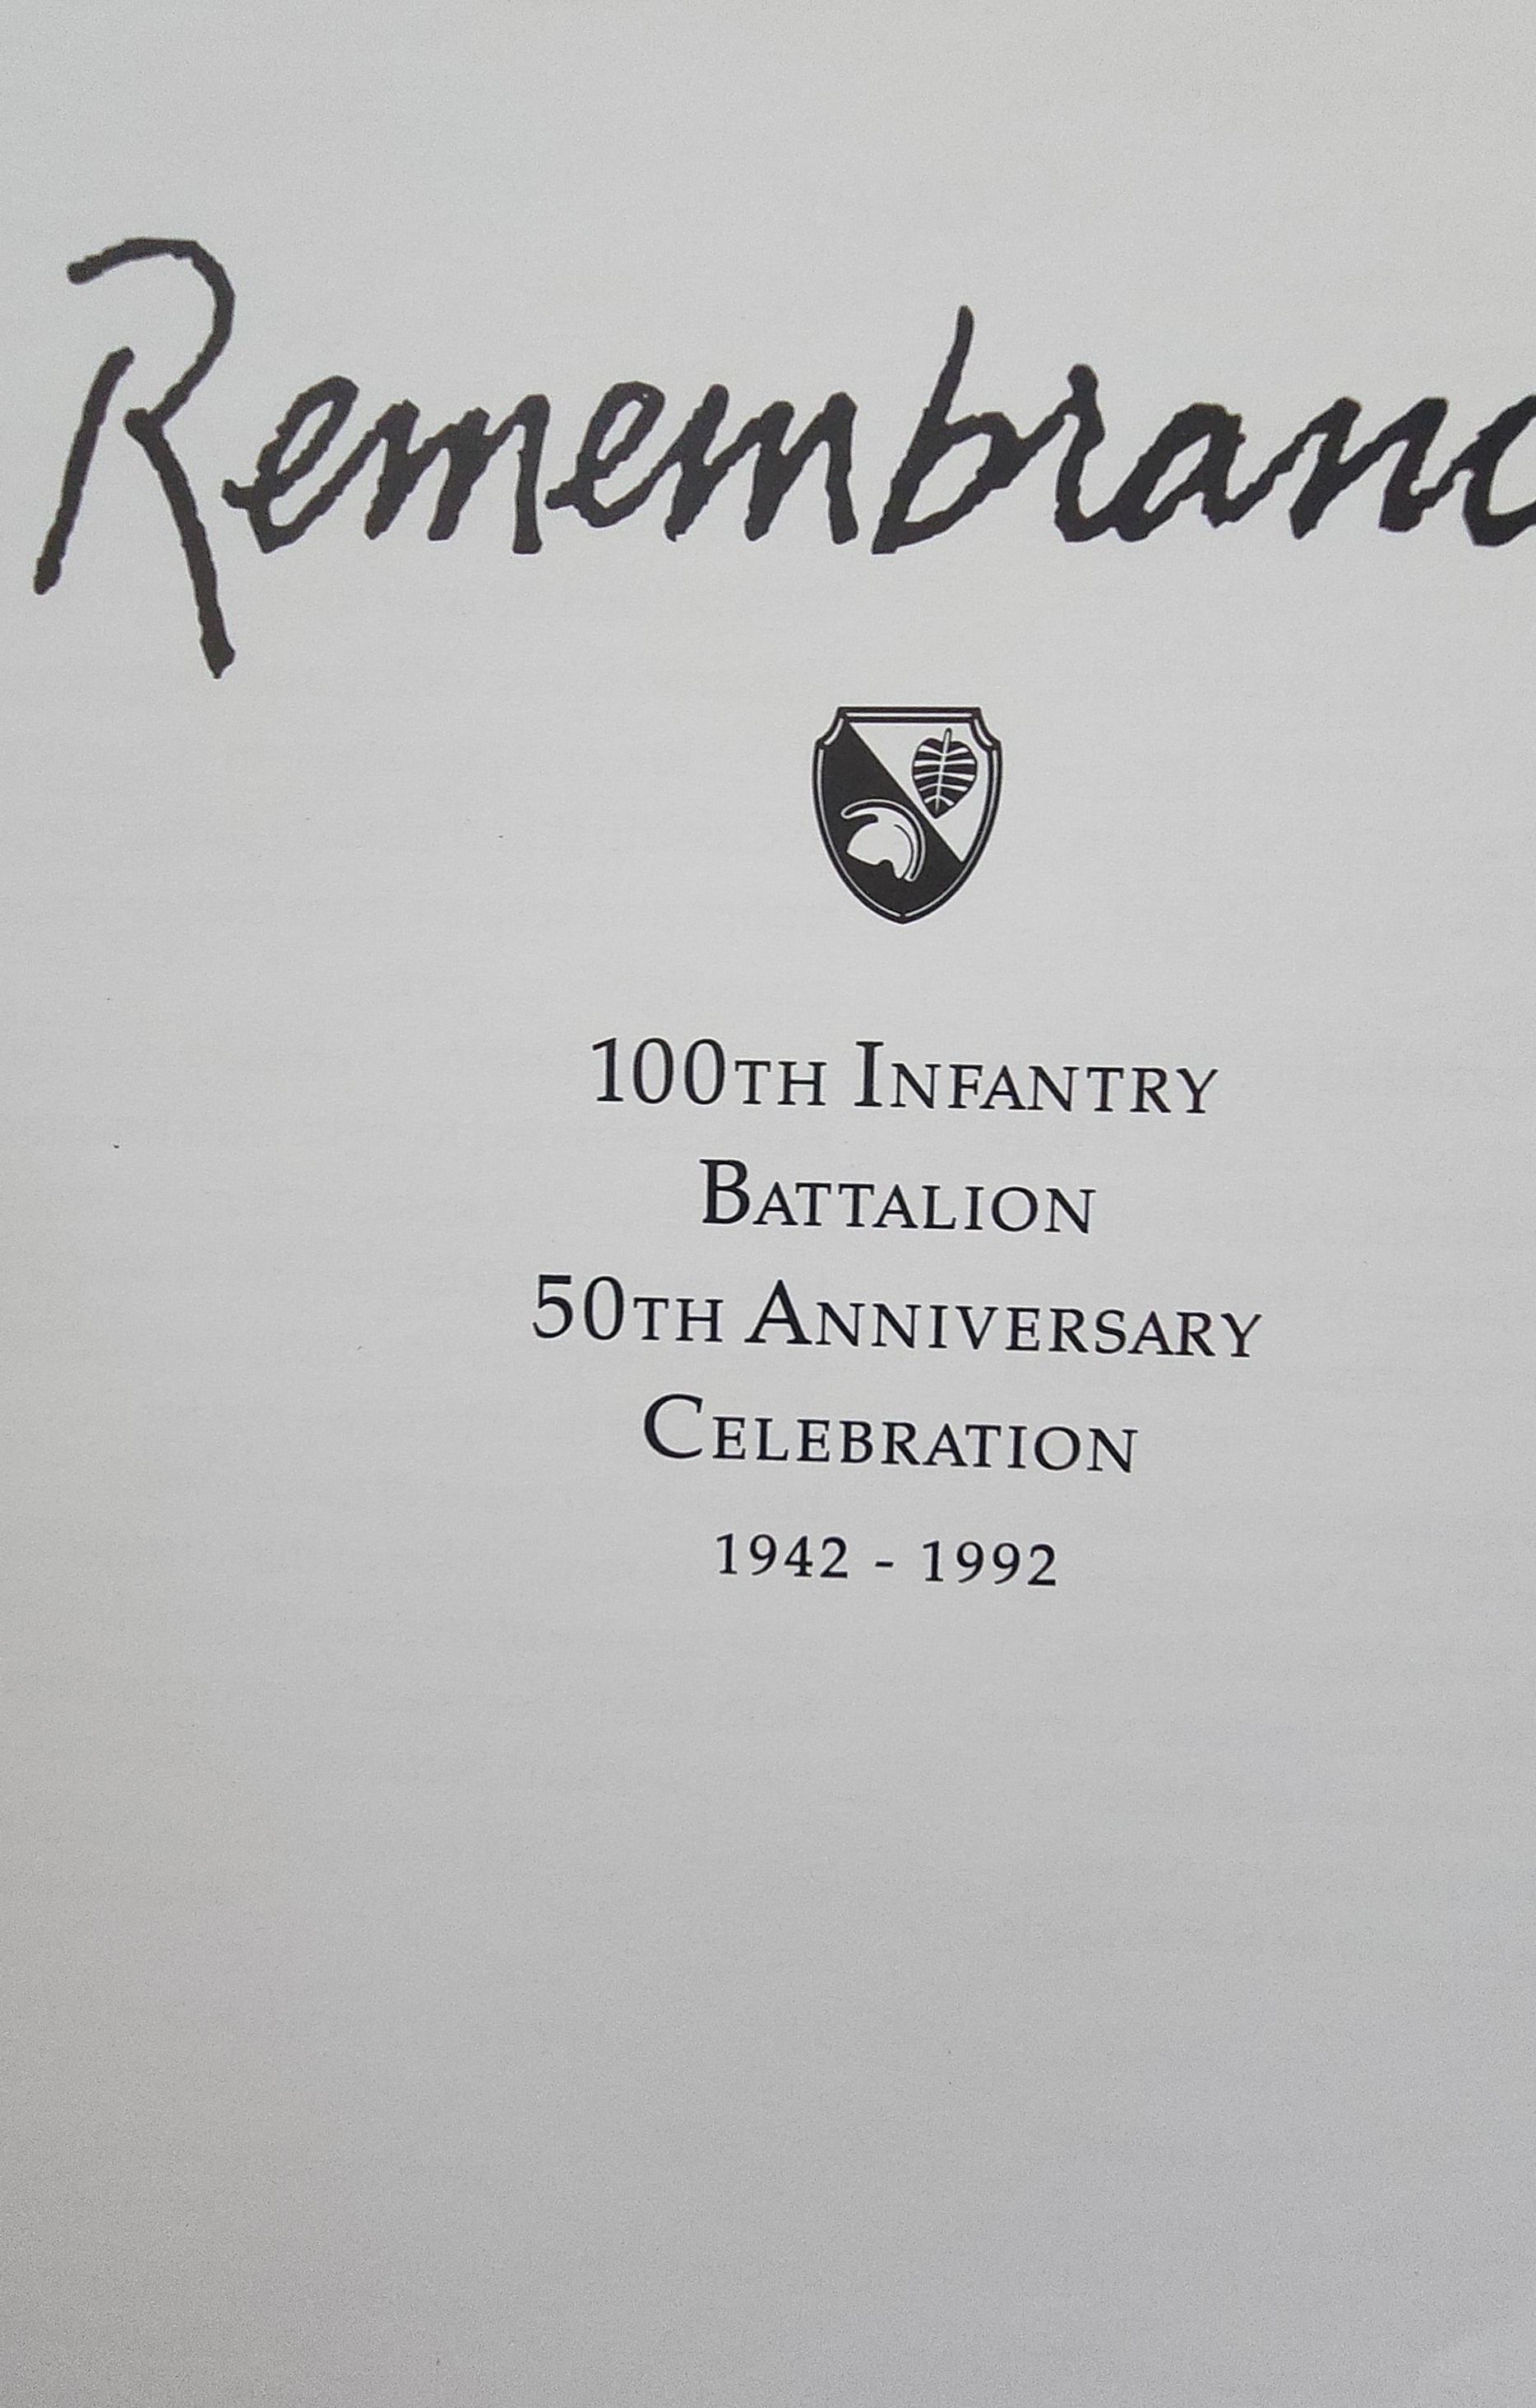 Remembranc
100TH INFANTRY
BATTALION
50TH ANNIVERSARY
CELEBRATION
1942 - 1992